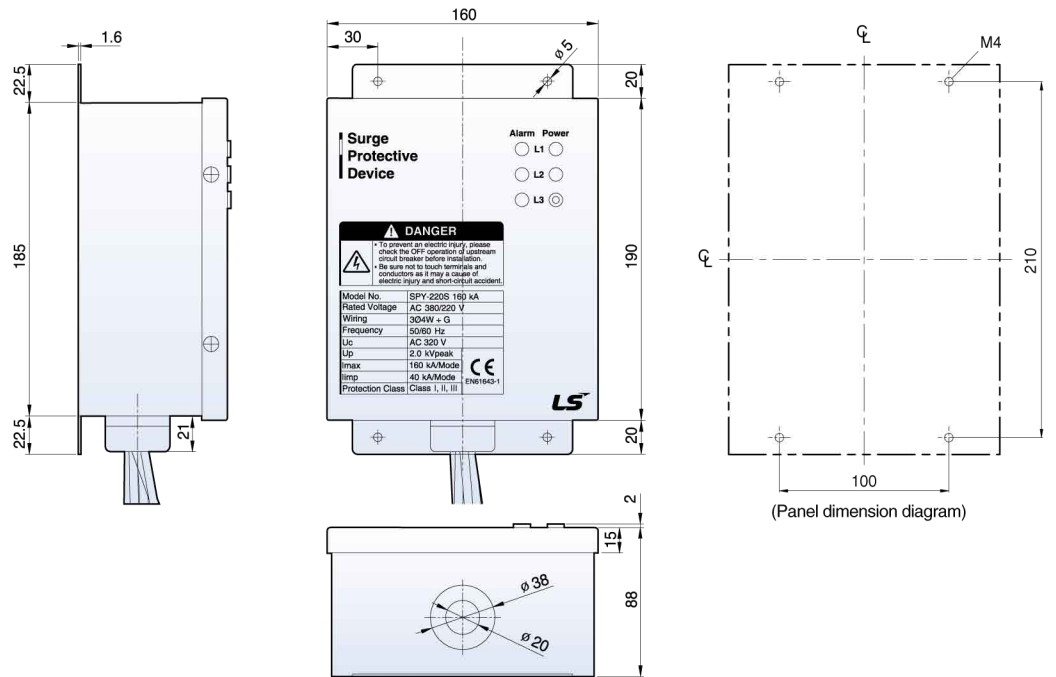 1.6
22.5
185
22.5
21
160
30
ø 5
20
190
20
Alarm Power
L1
L2
L3
Surge
Protective
Device
DANGER
• To prevent an electric injury, please
check the OFF operation of upstream
circuit breaker before installation.
• Be sure not to touch terminals and
conductors as it may a cause of
electric injury and short-circuit accident.
Model No. SPY-220S 160 kA
Rated Voltage AC 380/220 V
Wiring 3Ø4W + G
Frequency 50/60 Hz
Uc AC 320 V
Up 2.0 kVpeak
Imax 160 kA/Mode
Iimp 40 kA/Mode
Protection Class Class I, II, III
CE
EN61643-1
LS
2
15
88
ø 38
ø 20
CL
M4
CL
210
100
(Panel dimension diagram)